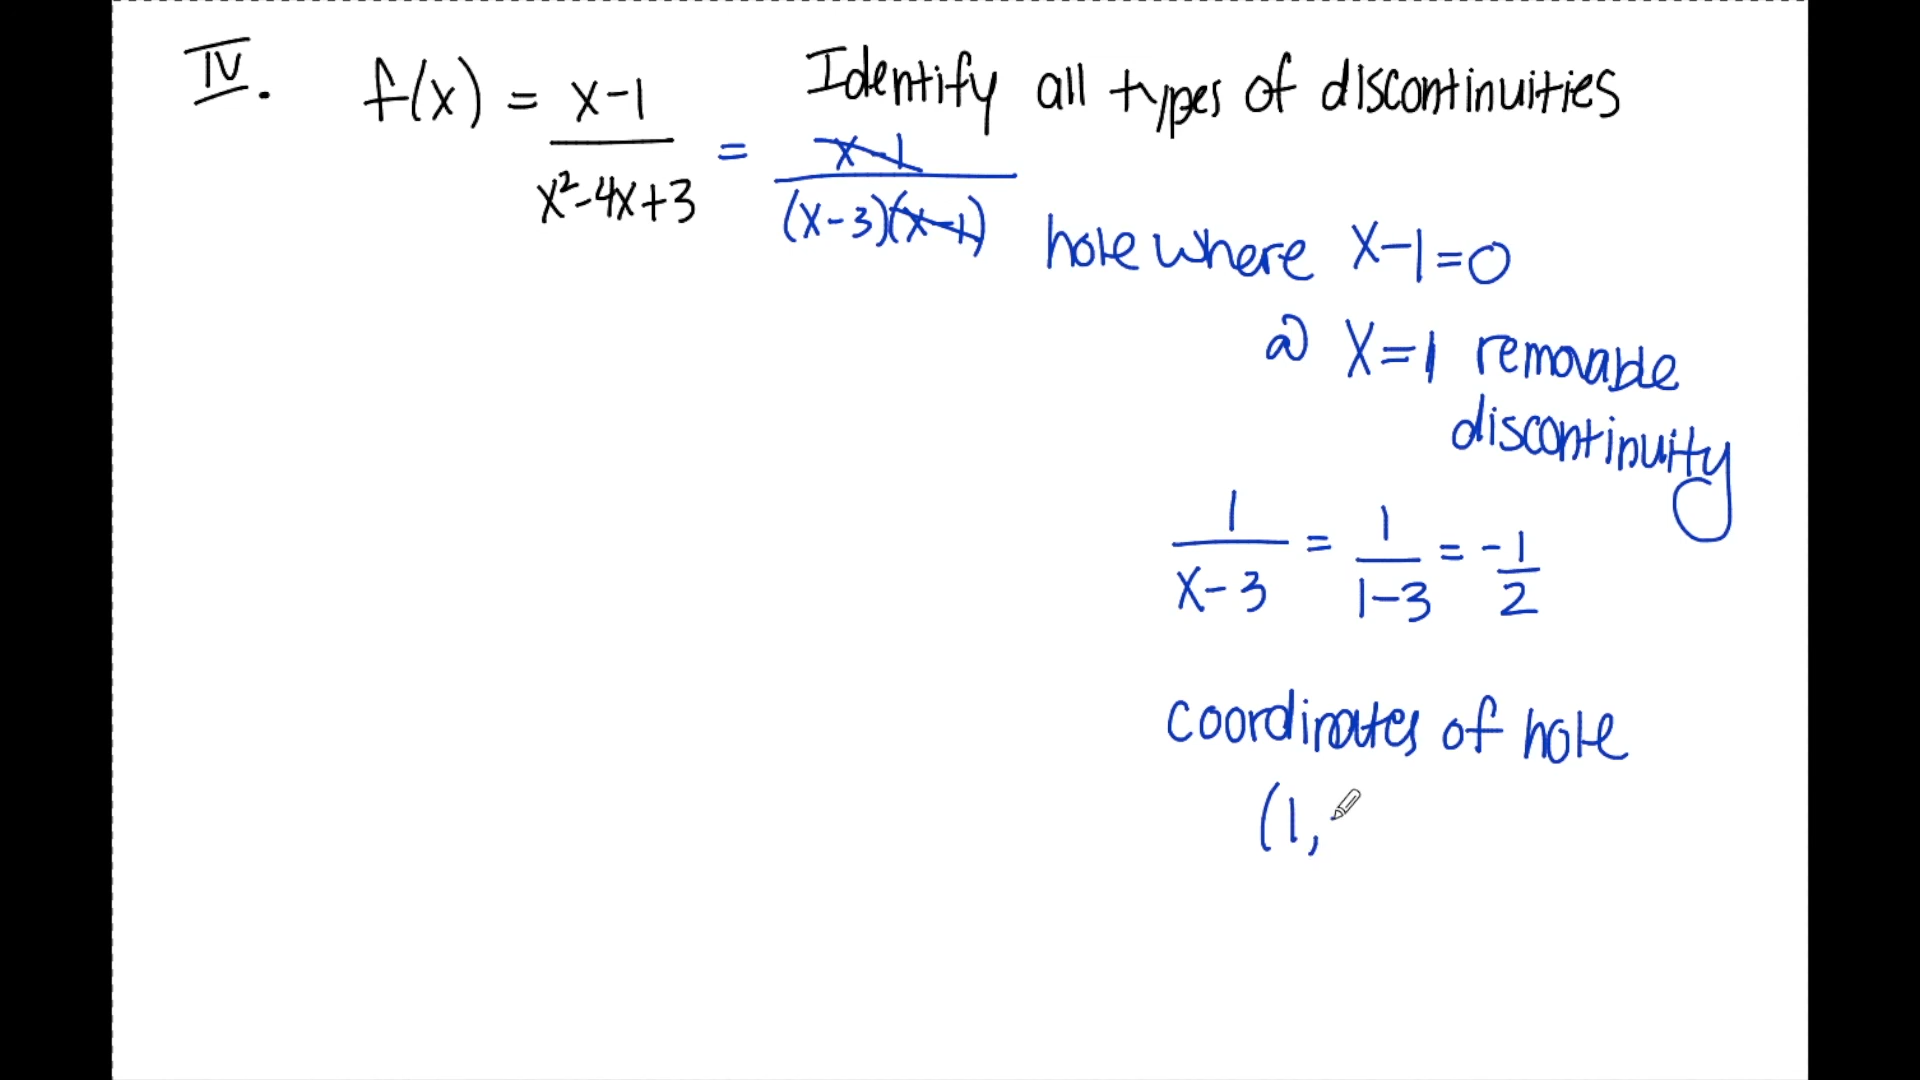 IV. f(x) = x-1 / x²-4x+3 = x-1 / (x-3)(x-1)
Identify all types of discontinuities
hole where x-1=0
@ x=1 removable
discontinuity
1 / x-3 = 1 / 1-3 = -1/2
coordinates of hole
(1,